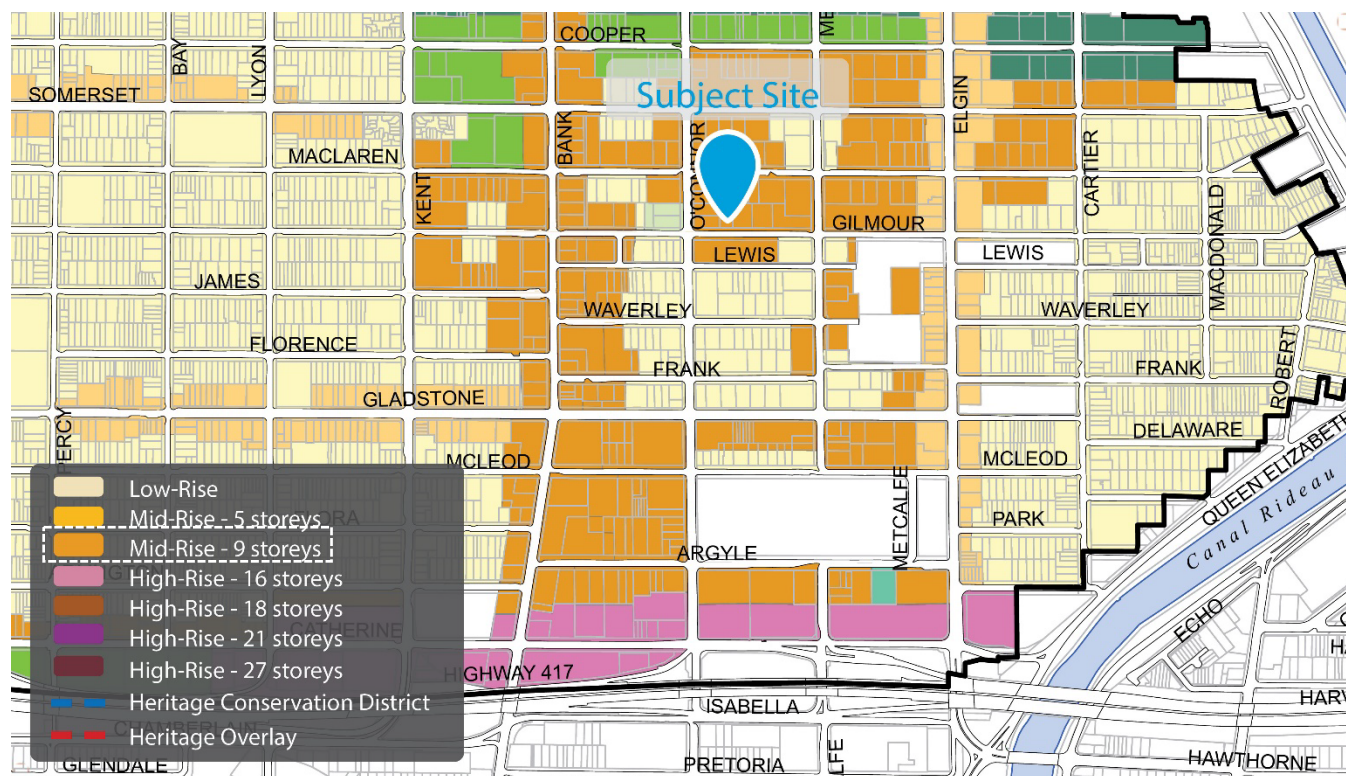 COOPER
ME
BAY
LYON
SOMERSET
Subject Site
ELGIN
BANK
O'CONNOR
MACLAREN
CARTIER
KENT
GILMOUR
MACDONALD
LEWIS
LEWIS
JAMES
WAVERLEY
WAVERLEY
FLORENCE
FRANK
FRANK
ROBERT
GLADSTONE
PERCY
DELAWARE
MCLEOD
MCLEOD
METCALFE
QUEEN ELIZABETH
Canal Rideau
PARK
ARGYLE
ECHO
CATHERINE
HIGHWAY 417
HARV
ISABELLA
CHAMBERLAIN
GLENDALE
PRETORIA
LFE
HAWTHORNE
Low-Rise
Mid-Rise - 5 storeys
Mid-Rise - 9 storeys
High-Rise - 16 storeys
High-Rise - 18 storeys
High-Rise - 21 storeys
High-Rise - 27 storeys
Heritage Conservation District
Heritage Overlay